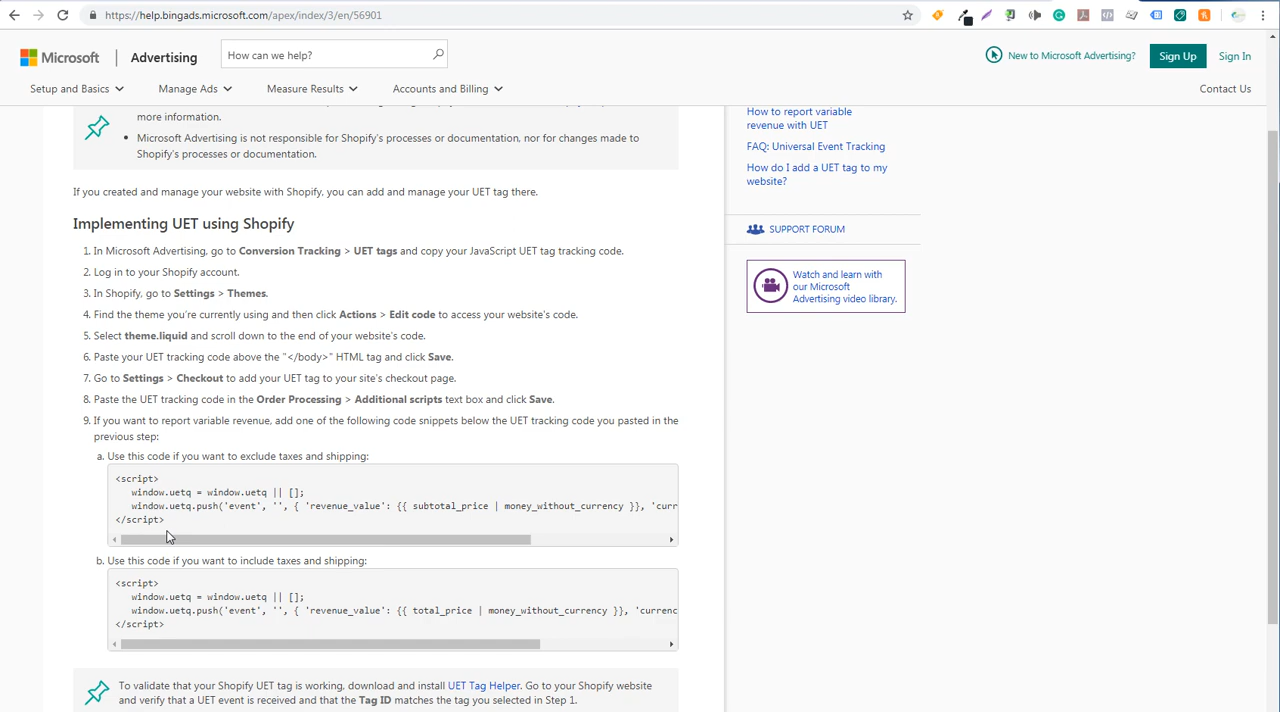 https://help.bingads.microsoft.com/apex/index/3/en/56901
Microsoft | Advertising
How can we help?
New to Microsoft Advertising?
Sign Up
Sign In
Setup and Basics
Manage Ads
Measure Results
Accounts and Billing
Contact Us
more information.
• Microsoft Advertising is not responsible for Shopify's processes or documentation, nor for changes made to
Shopify's processes or documentation.
If you created and manage your website with Shopify, you can add and manage your UET tag there.
Implementing UET using Shopify
1. In Microsoft Advertising, go to Conversion Tracking > UET tags and copy your JavaScript UET tag tracking code.
2. Log in to your Shopify account.
3. In Shopify, go to Settings > Themes.
4. Find the theme you're currently using and then click Actions > Edit code to access your website's code.
5. Select theme.liquid and scroll down to the end of your website's code.
6. Paste your UET tracking code above the "</body>" HTML tag and click Save.
7. Go to Settings > Checkout to add your UET tag to your site's checkout page.
8. Paste the UET tracking code in the Order Processing > Additional scripts text box and click Save.
9. If you want to report variable revenue, add one of the following code snippets below the UET tracking code you pasted in the
previous step:
a. Use this code if you want to exclude taxes and shipping:
<script>
window.uetq = window.uetq || [];
window.uetq.push('event', '', { 'revenue_value': {{ subtotal_price | money_without_currency }}, 'curr
</script>
b. Use this code if you want to include taxes and shipping:
<script>
window.uetq = window.uetq || [];
window.uetq.push('event', '', { 'revenue_value': {{ total_price | money_without_currency }}, 'currenc
</script>
To validate that your Shopify UET tag is working, download and install UET Tag Helper. Go to your Shopify website
and verify that a UET event is received and that the Tag ID matches the tag you selected in Step 1.
How to report variable
revenue with UET
FAQ: Universal Event Tracking
How do I add a UET tag to my
website?
SUPPORT FORUM
Watch and learn with
our Microsoft
Advertising video library.